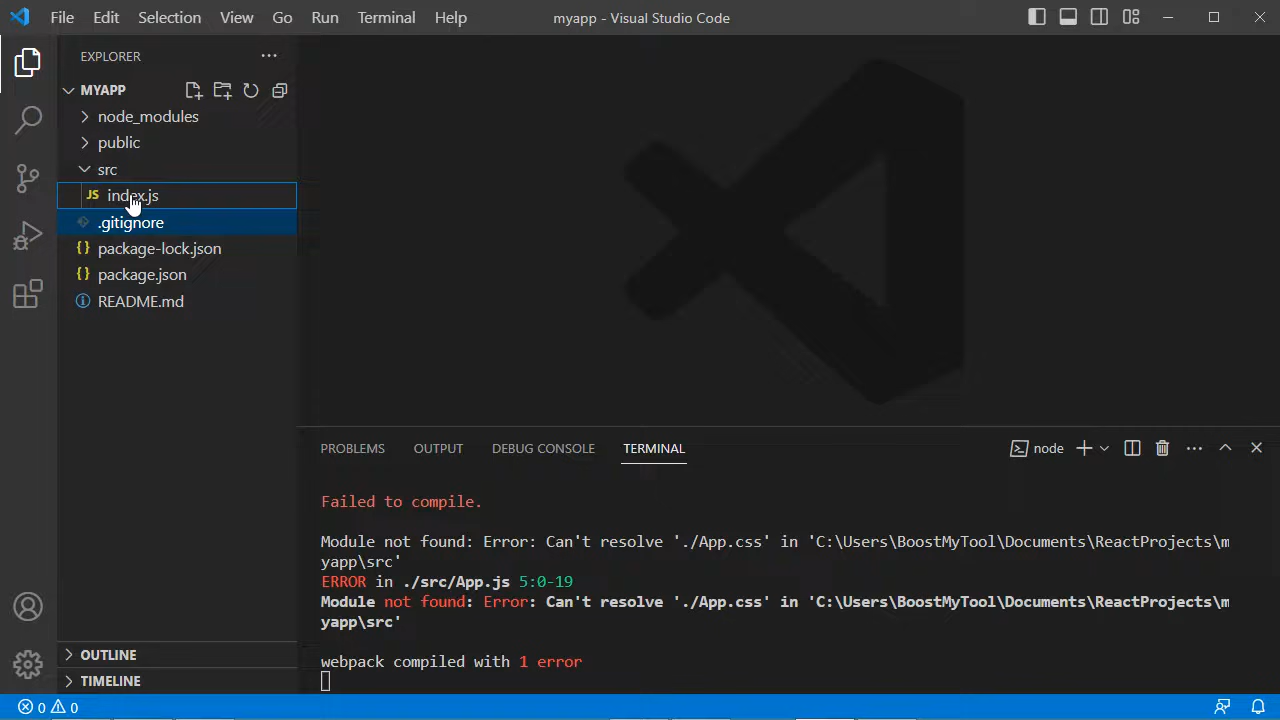 File Edit Selection View Go Run Terminal Help
myapp - Visual Studio Code
EXPLORER
MYAPP
node_modules
public
src
JS index.js
.gitignore
{} package-lock.json
{} package.json
README.md
OUTLINE
TIMELINE
PROBLEMS OUTPUT DEBUG CONSOLE TERMINAL
node
Failed to compile.
Module not found: Error: Can't resolve './App.css' in 'C:\Users\BoostMyTool\Documents\ReactProjects\m
yapp\src'
ERROR in ./src/App.js 5:0-19
Module not found: Error: Can't resolve './App.css' in 'C:\Users\BoostMyTool\Documents\ReactProjects\m
yapp\src'
webpack compiled with 1 error
0 0